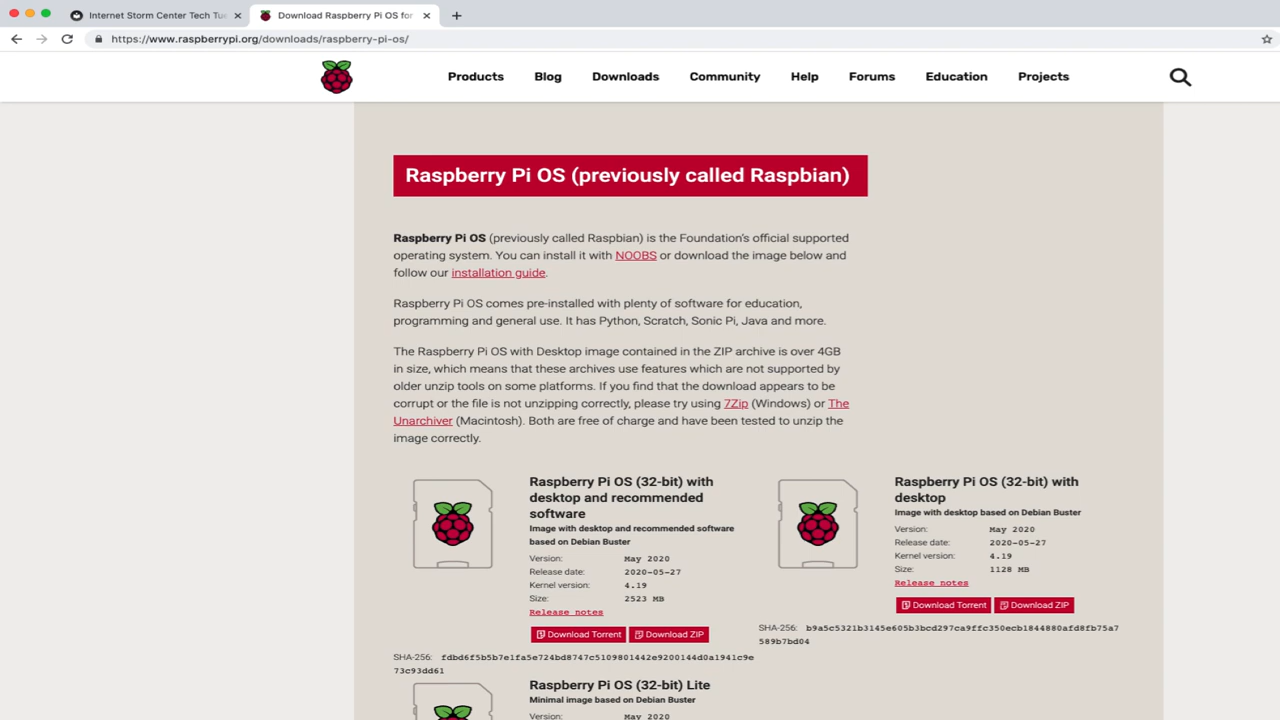 Internet Storm Center Tech Tue
Download Raspberry Pi OS for
https://www.raspberrypi.org/downloads/raspberry-pi-os/
Products Blog Downloads Community Help Forums Education Projects
Raspberry Pi OS (previously called Raspbian)
Raspberry Pi OS (previously called Raspbian) is the Foundation's official supported
operating system. You can install it with NOOBS or download the image below and
follow our installation guide.
Raspberry Pi OS comes pre-installed with plenty of software for education,
programming and general use. It has Python, Scratch, Sonic Pi, Java and more.
The Raspberry Pi OS with Desktop image contained in the ZIP archive is over 4GB
in size, which means that these archives use features which are not supported by
older unzip tools on some platforms. If you find that the download appears to be
corrupt or the file is not unzipping correctly, please try using 7Zip (Windows) or The
Unarchiver (Macintosh). Both are free of charge and have been tested to unzip the
image correctly.
Raspberry Pi OS (32-bit) with
desktop and recommended
software
Image with desktop and recommended software
based on Debian Buster
Version: May 2020
Release date: 2020-05-27
Kernel version: 4.19
Size: 2523 MB
Release notes
Download Torrent Download ZIP
SHA-256: fdbd6f5b5b7e1fa5e724bd8747c5109801442e9200144d0a1941c9e
73c93dd61
Raspberry Pi OS (32-bit) with
desktop
Image with desktop based on Debian Buster
Version: May 2020
Release date: 2020-05-27
Kernel version: 4.19
Size: 1128 MB
Release notes
Download Torrent Download ZIP
SHA-256: b9a5c5321b3145e605b3bcd297ca9ffc350ecb1844880afd8fb75a7
589b7bd04
Raspberry Pi OS (32-bit) Lite
Minimal image based on Debian Buster
Version: May 2020